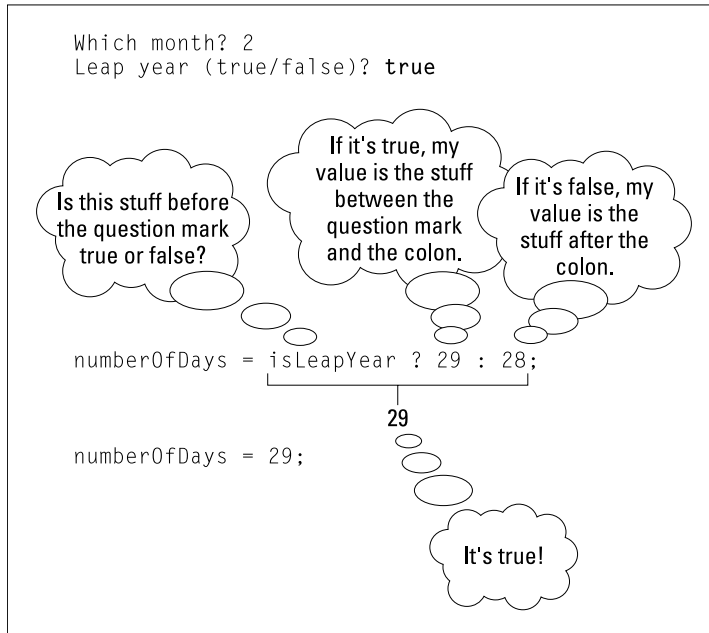 Which month? 2
Leap year (true/false)? true
Is this stuff before
the question mark
true or false?
If it's true, my
value is the stuff
between the
question mark
and the colon.
If it's false, my
value is the
stuff after the
colon.
numberOfDays = isLeapYear ? 29 : 28;
29
numberOfDays = 29;
It's true!